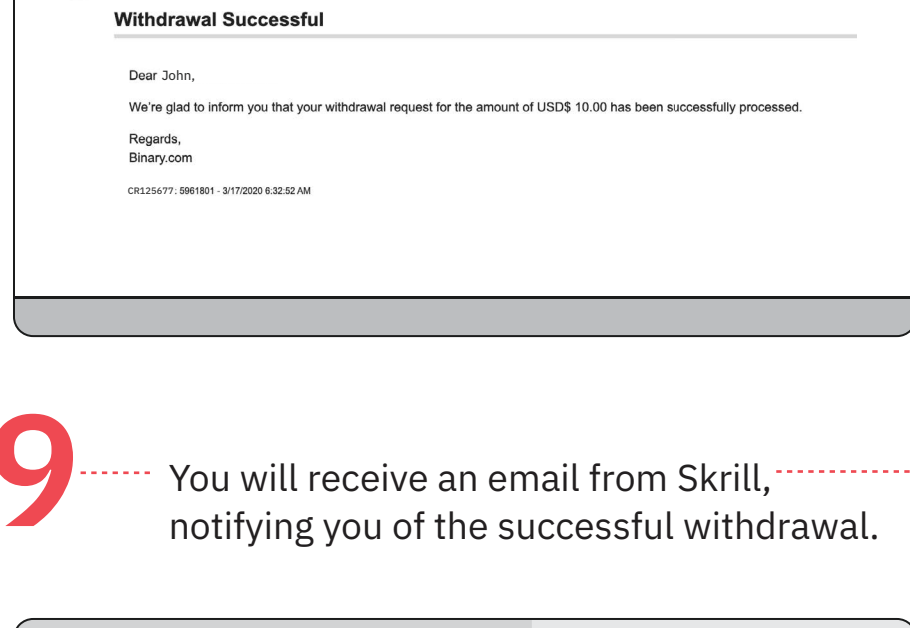 Withdrawal Successful
Dear John,
We're glad to inform you that your withdrawal request for the amount of USD$ 10.00 has been successfully processed.
Regards,
Binary.com
CR125677: 5961801 - 3/17/2020 6:32:52 AM
9
You will receive an email from Skrill,
notifying you of the successful withdrawal.